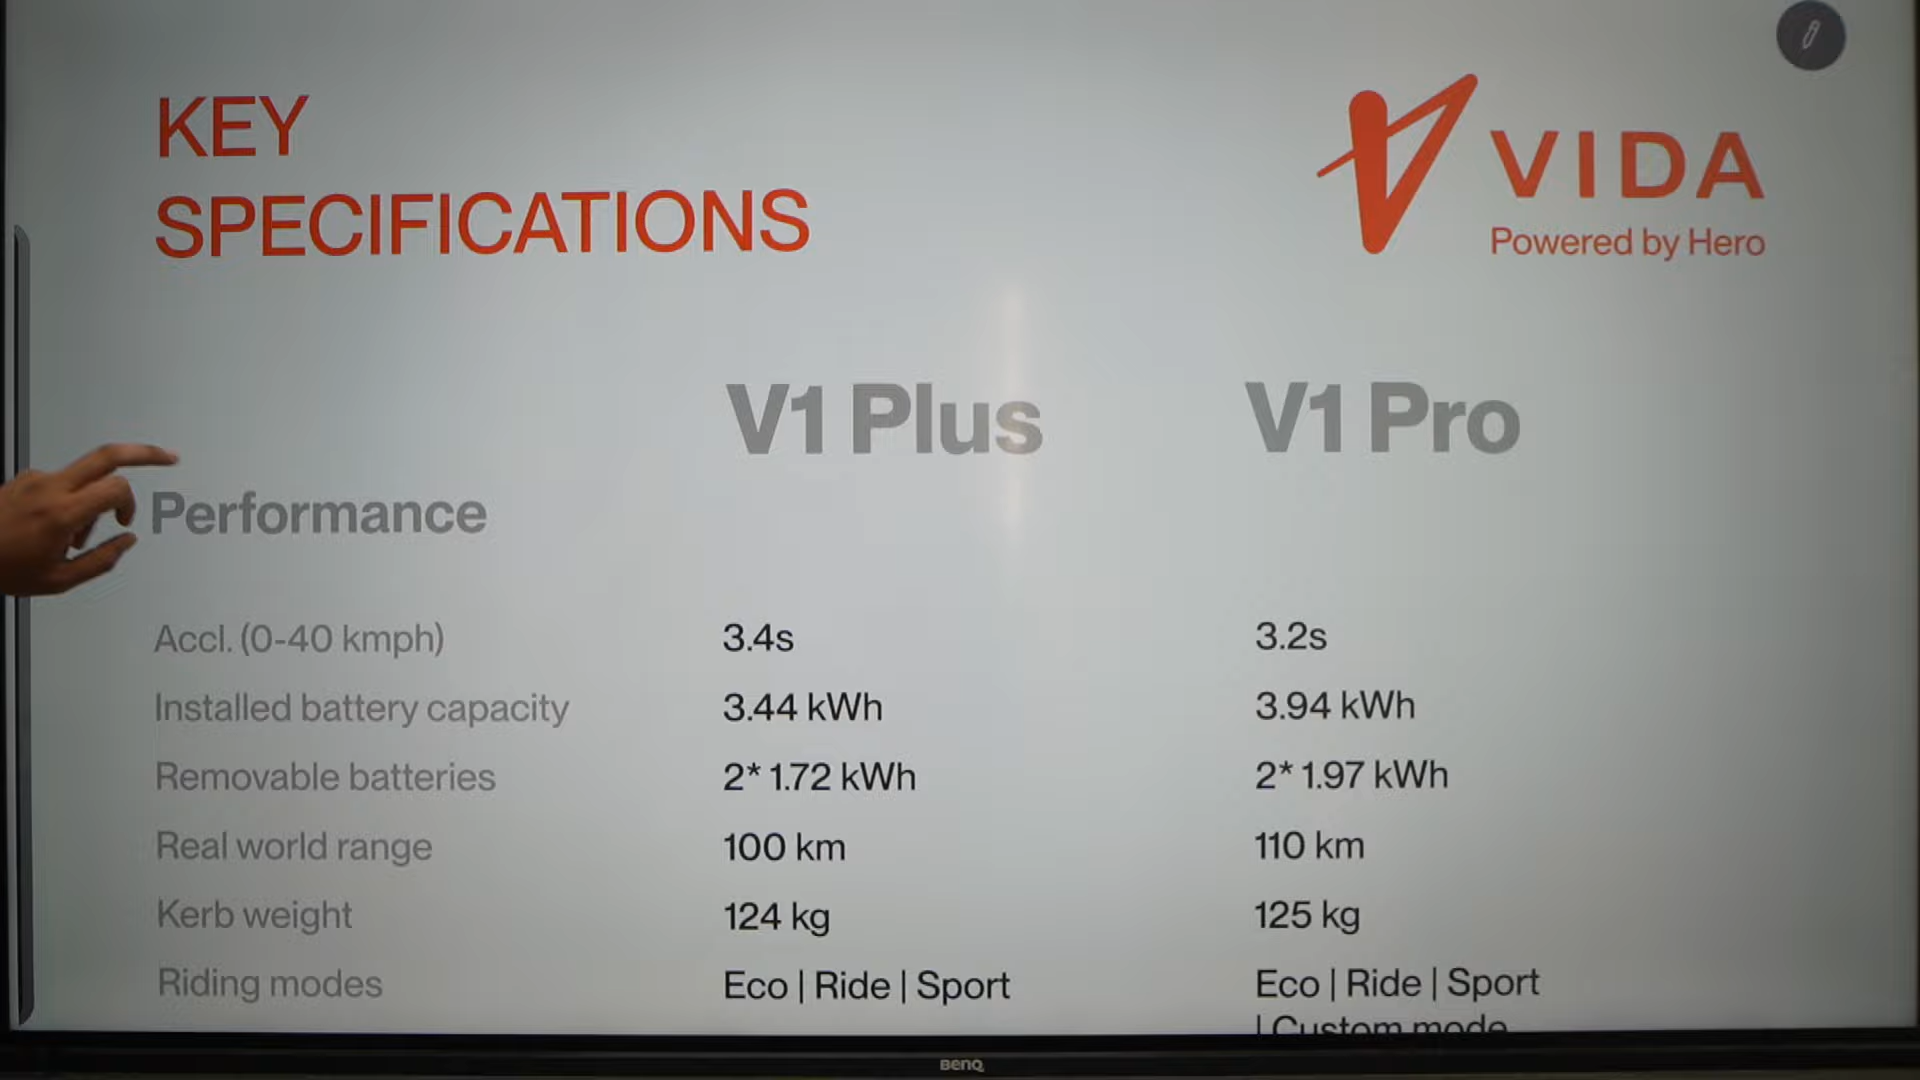 KEY
SPECIFICATIONS
VIDA
Powered by Hero
V1 Plus V1 Pro
Performance
Accl. (0-40 kmph) 3.4s 3.2s
Installed battery capacity 3.44 kWh 3.94 kWh
Removable batteries 2* 1.72 kWh 2* 1.97 kWh
Real world range 100 km 110 km
Kerb weight 124 kg 125 kg
Riding modes Eco | Ride | Sport Eco | Ride | Sport
| Custom mode
BenQ